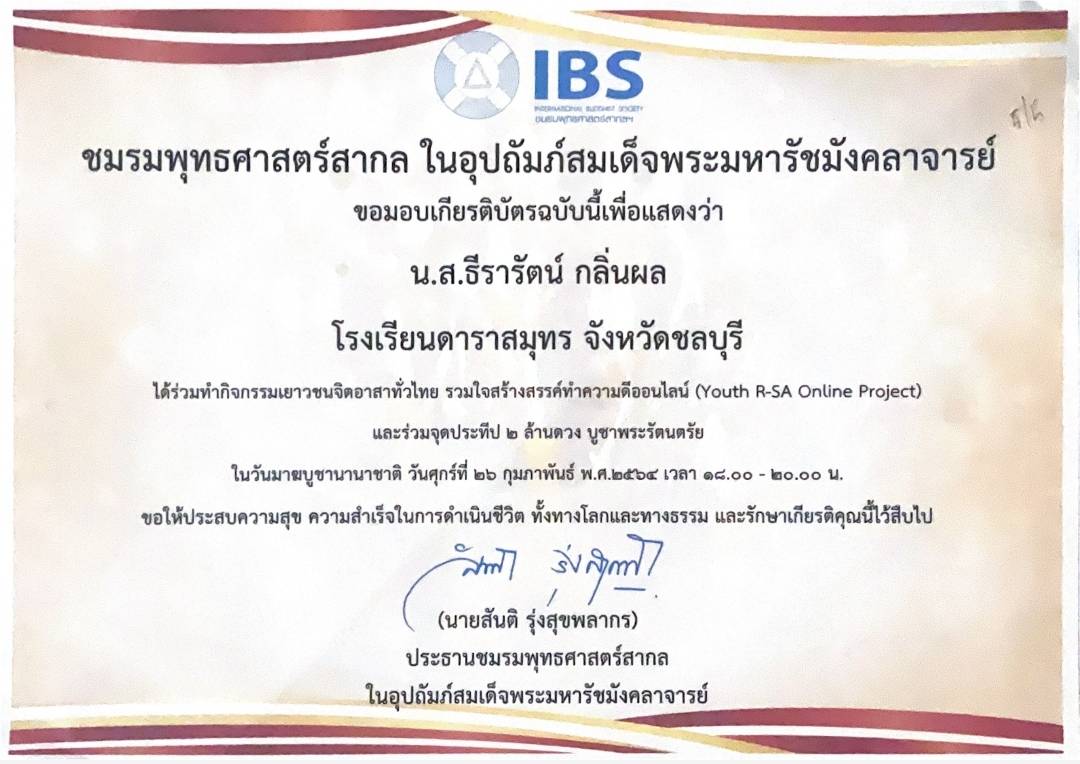 IBS
INTERNATIONAL BUDDHIST SOCIETY
ชมรมพุทธศาสตร์สากลฯ
ชมรมพุทธศาสตร์สากล ในอุปถัมภ์สมเด็จพระมหารัชมังคลาจารย์
ขอมอบเกียรติบัตรฉบับนี้เพื่อแสดงว่า
น.ส.ธีรารัตน์ กลิ่นผล
โรงเรียนดาราสมุทร จังหวัดชลบุรี
ได้ร่วมทำกิจกรรมเยาวชนจิตอาสาทั่วไทย รวมใจสร้างสรรค์ทำความดีออนไลน์ (Youth R-SA Online Project)
และร่วมจุดประทีป ๒ ล้านดวง บูชาพระรัตนตรัย
ในวันมาฆบูชานานาชาติ วันศุกร์ที่ ๒๖ กุมภาพันธ์ พ.ศ.๒๕๖๔ เวลา ๑๘.๐๐ - ๒๐.๐๐ น.
ขอให้ประสบความสุข ความสำเร็จในการดำเนินชีวิต ทั้งทางโลกและทางธรรม และรักษาเกียรติคุณนี้ไว้สืบไป
(นายสันติ รุ่งสุขพลากร)
ประธานชมรมพุทธศาสตร์สากล
ในอุปถัมภ์สมเด็จพระมหารัชมังคลาจารย์